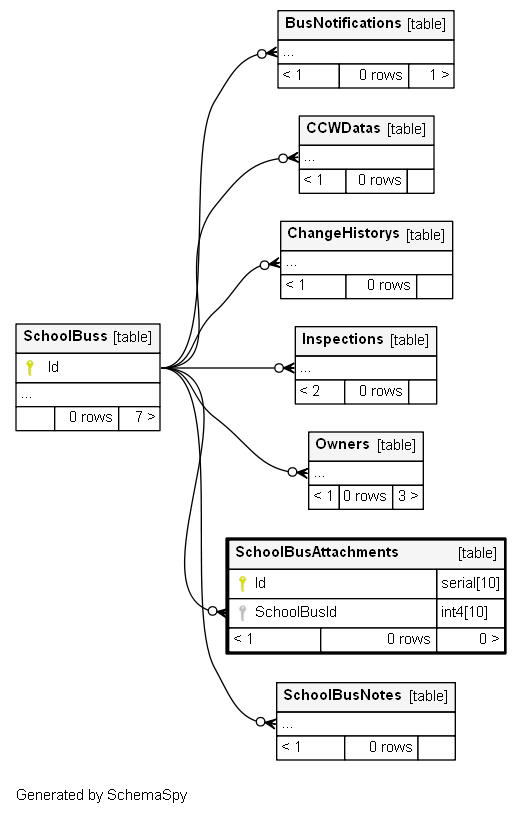 BusNotifications [table]
...
< 1 0 rows 1 >
CCWDatas [table]
...
< 1 0 rows
ChangeHistorys [table]
...
< 1 0 rows
SchoolBuss [table]
Id
...
0 rows 7 >
Inspections [table]
...
< 2 0 rows
Owners [table]
...
< 1 0 rows 3 >
SchoolBusAttachments [table]
Id serial[10]
SchoolBusId int4[10]
< 1 0 rows 0 >
SchoolBusNotes [table]
...
< 1 0 rows
Generated by SchemaSpy